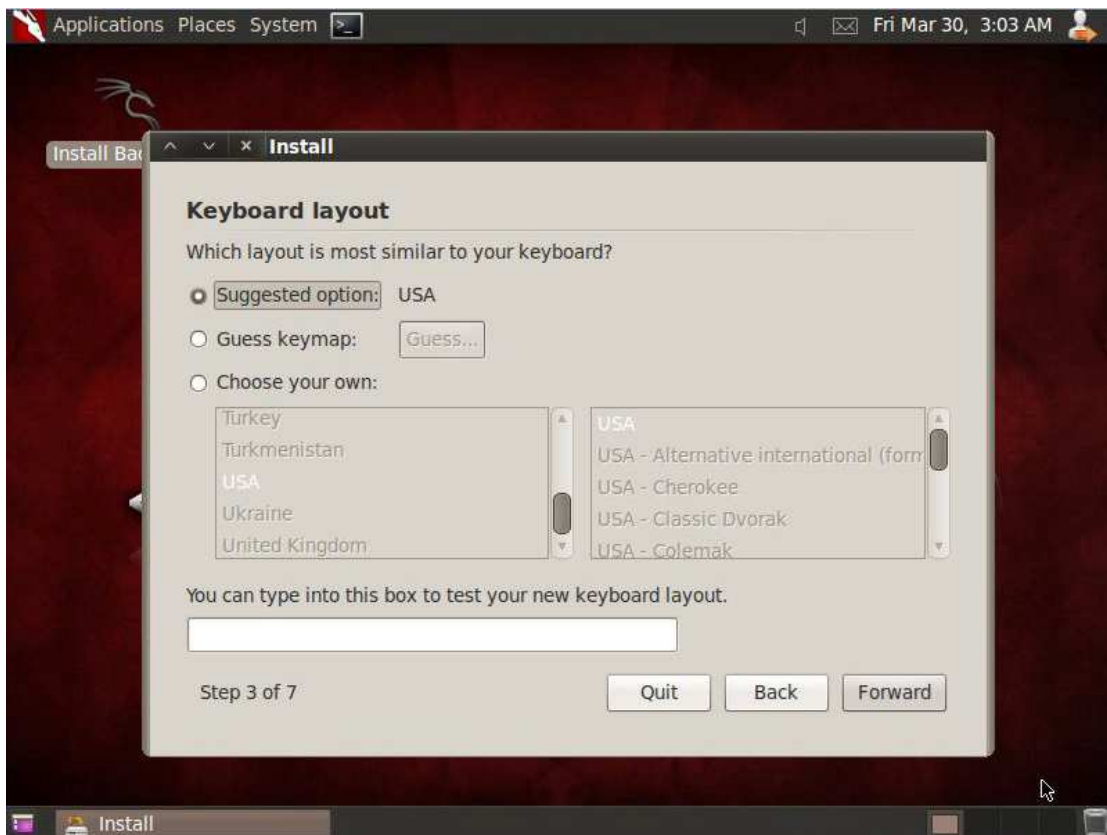 Applications Places System Fri Mar 30, 3:03 AM
Install Bac
Install
Keyboard layout
Which layout is most similar to your keyboard?
Suggested option: USA
Guess keymap: Guess...
Choose your own:
Turkey
Turkmenistan
USA
Ukraine
United Kingdom
USA
USA - Alternative international (form
USA - Cherokee
USA - Classic Dvorak
USA - Colemak
You can type into this box to test your new keyboard layout.
Step 3 of 7 Quit Back Forward
Install